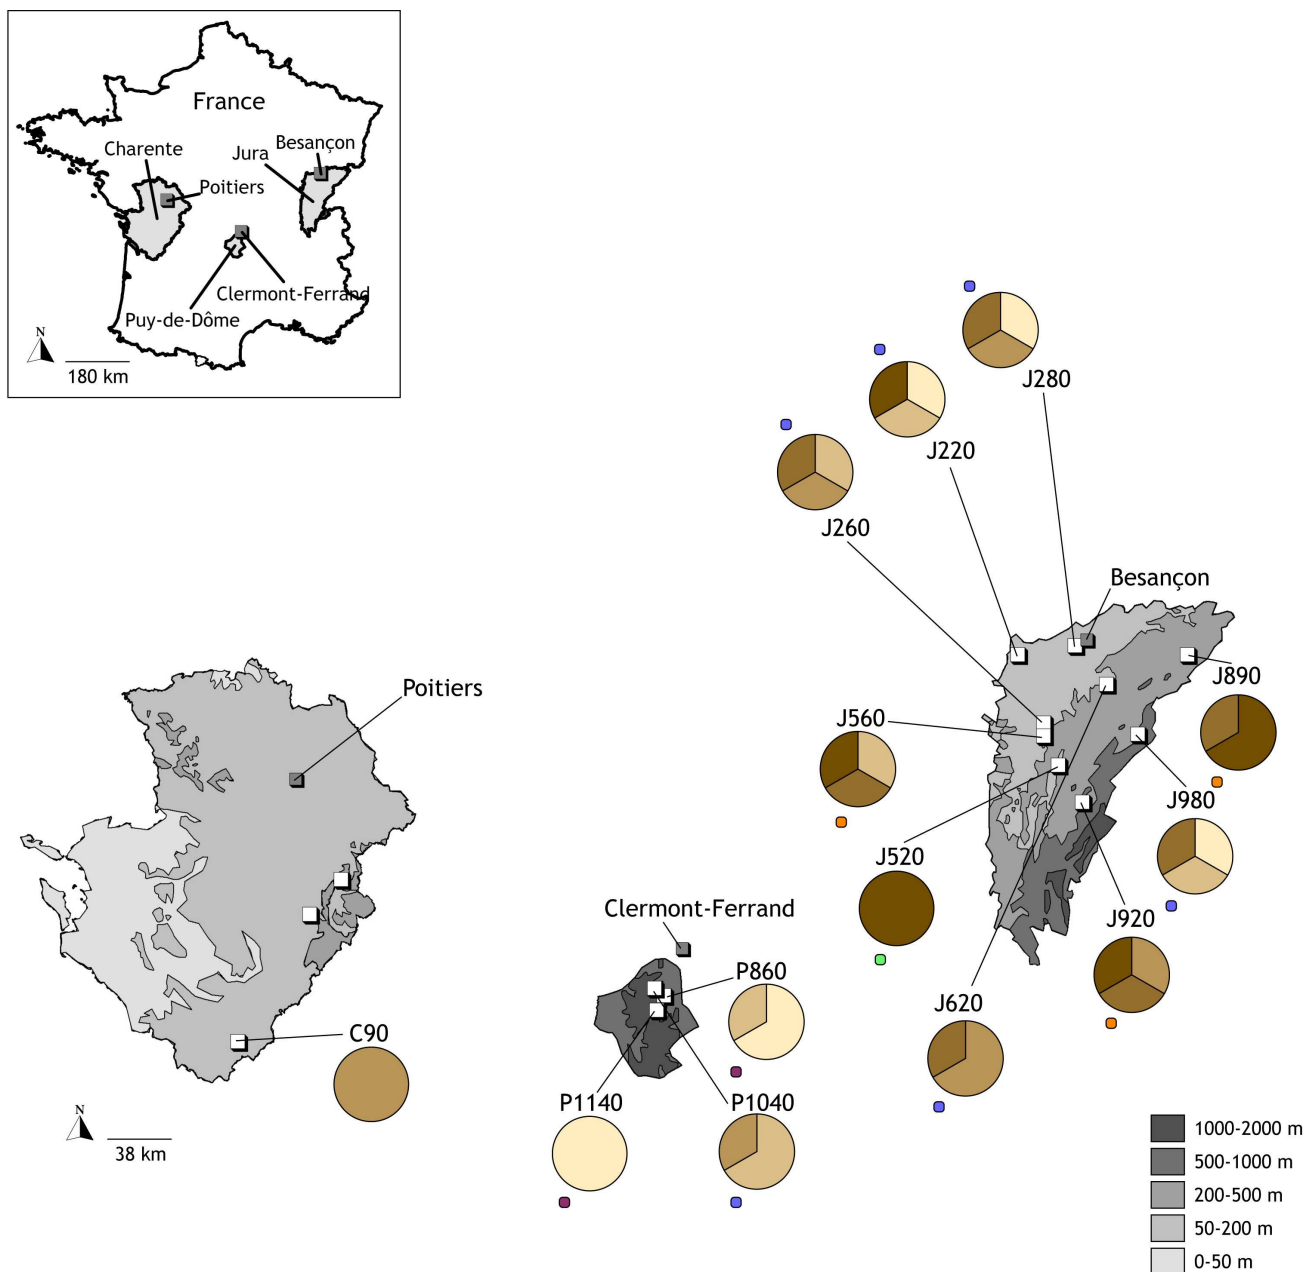 France
Besançon
Charente
Jura
Poitiers
Clermont-Ferrand
Puy-de-Dôme
N
180 km
J280
J220
J260
Besançon
J890
Poitiers
J560
J980
J520
Clermont-Ferrand
J920
P860
J620
C90
P1140
P1040
N
38 km
1000-2000 m
500-1000 m
200-500 m
50-200 m
0-50 m